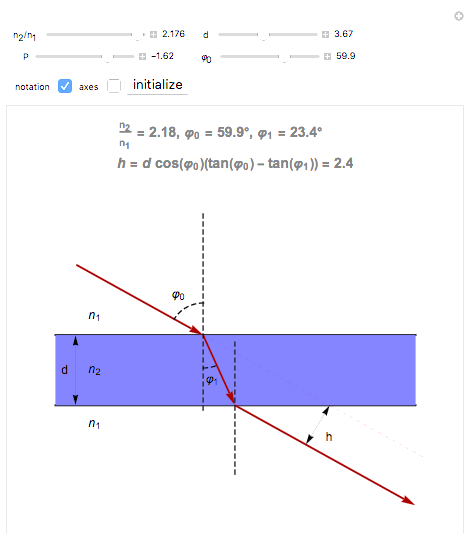 n₂/n₁ 2.176 d 3.67
P −1.62 φ₀ 59.9
notation axes initialize
n₂/n₁ = 2.18, φ₀ = 59.9°, φ₁ = 23.4°
h = d cos(φ₀)(tan(φ₀) − tan(φ₁)) = 2.4
φ₀
n₁
d n₂
φ₁
n₁
h